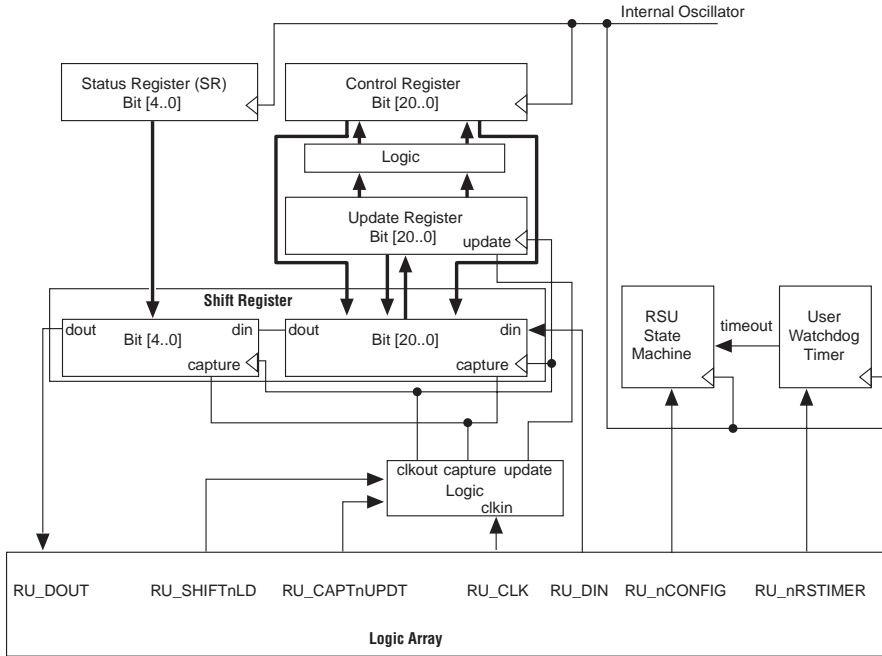 Internal Oscillator
Status Register (SR)
Bit [4..0]
Control Register
Bit [20..0]
Logic
Update Register
Bit [20..0]
update
Shift Register
dout
Bit [4..0]
din
capture
dout
Bit [20..0]
din
capture
RSU
State
Machine
timeout
User
Watchdog
Timer
clkout capture update
Logic
clkin
RU_DOUT
RU_SHIFTnLD
RU_CAPTnUPDT
RU_CLK
RU_DIN
RU_nCONFIG
RU_nRSTIMER
Logic Array